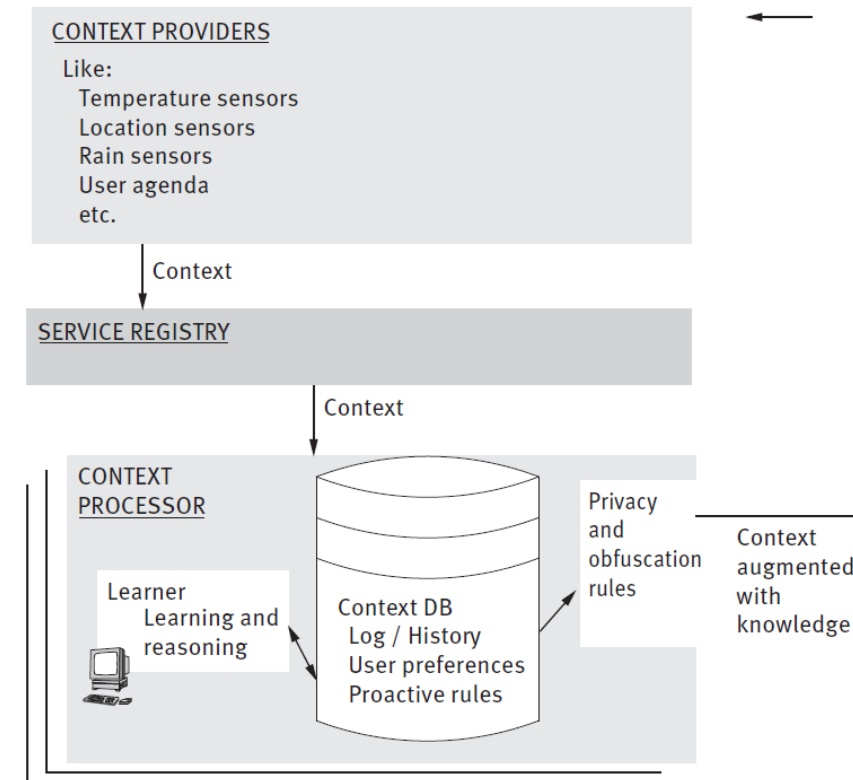 CONTEXT PROVIDERS
Like:
Temperature sensors
Location sensors
Rain sensors
User agenda
etc.
Context
SERVICE REGISTRY
Context
CONTEXT
PROCESSOR
Learner
Learning and
reasoning
Context DB
Log / History
User preferences
Proactive rules
Privacy
and
obfuscation
rules
Context
augmented
with
knowledge